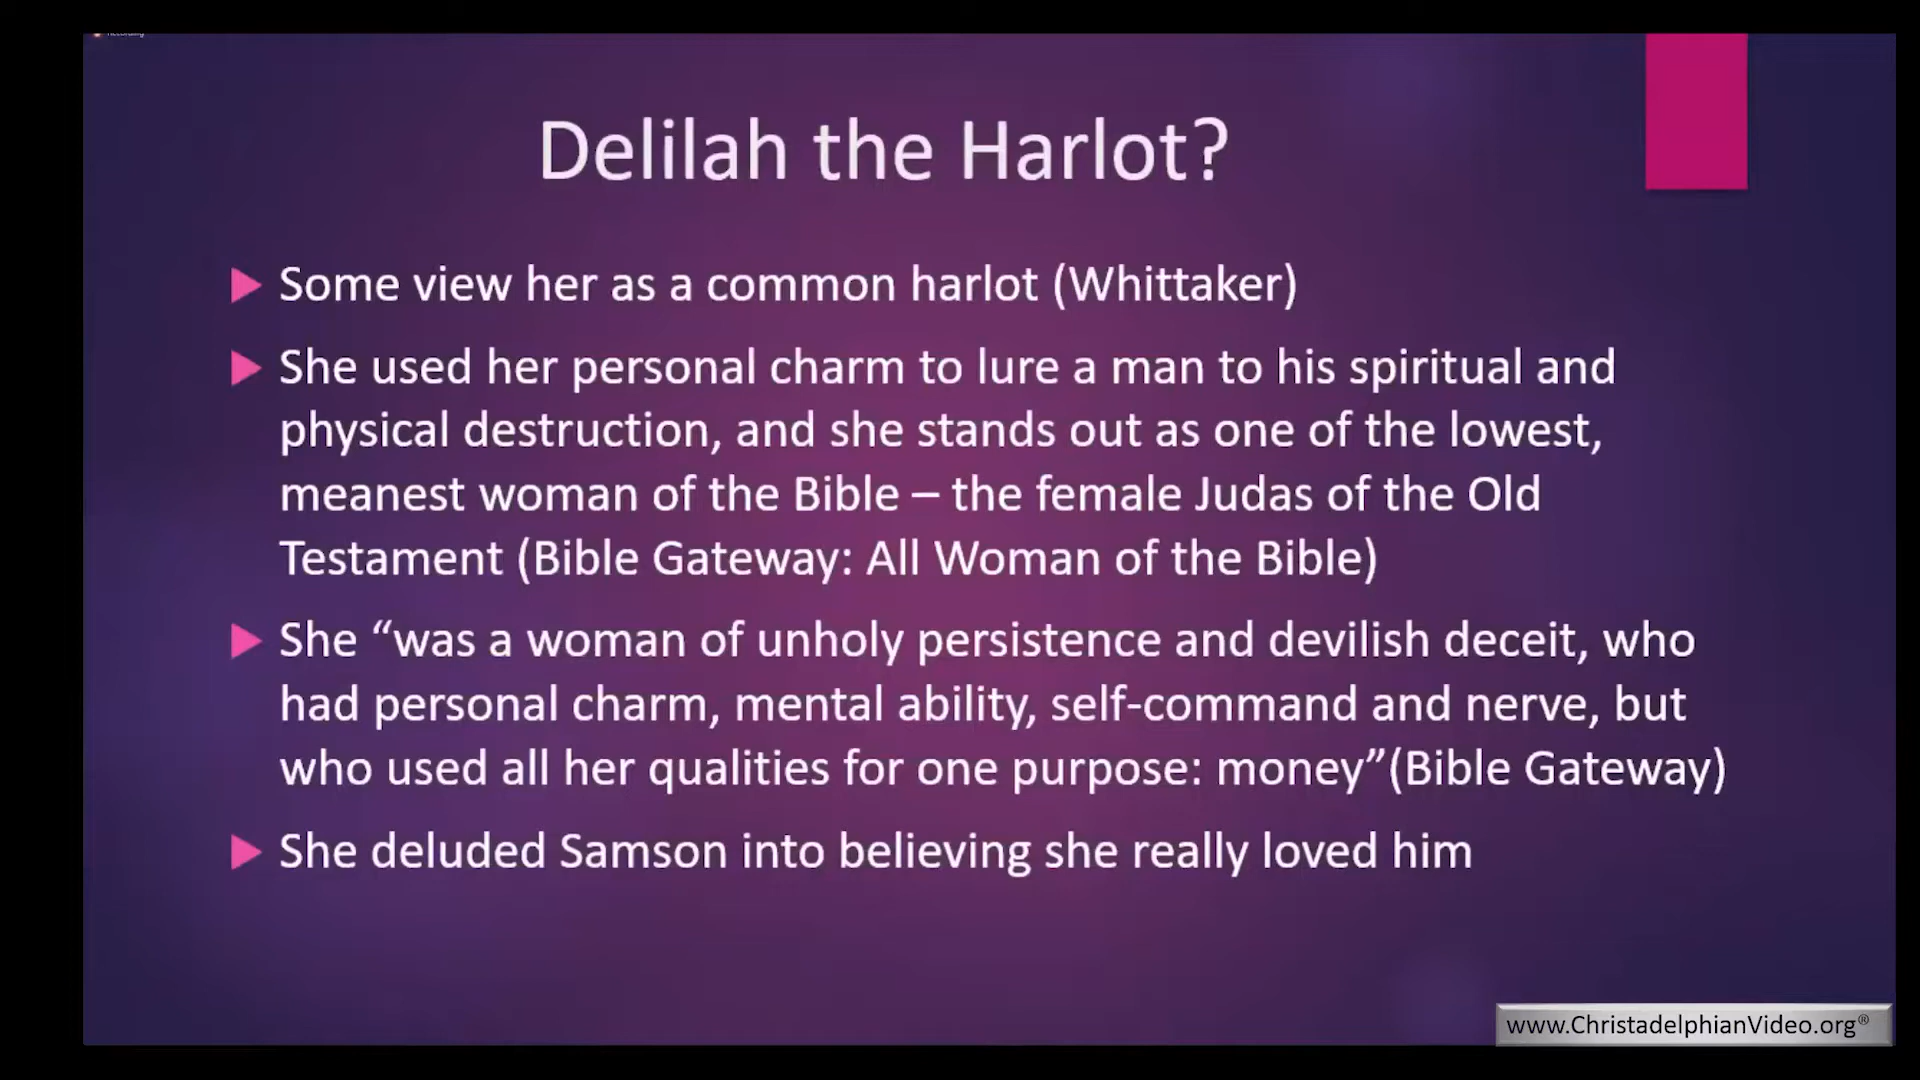 Recording
Delilah the Harlot?
Some view her as a common harlot (Whittaker)
She used her personal charm to lure a man to his spiritual and
physical destruction, and she stands out as one of the lowest,
meanest woman of the Bible – the female Judas of the Old
Testament (Bible Gateway: All Woman of the Bible)
She “was a woman of unholy persistence and devilish deceit, who
had personal charm, mental ability, self-command and nerve, but
who used all her qualities for one purpose: money”(Bible Gateway)
She deluded Samson into believing she really loved him
www.ChristadelphianVideo.org®